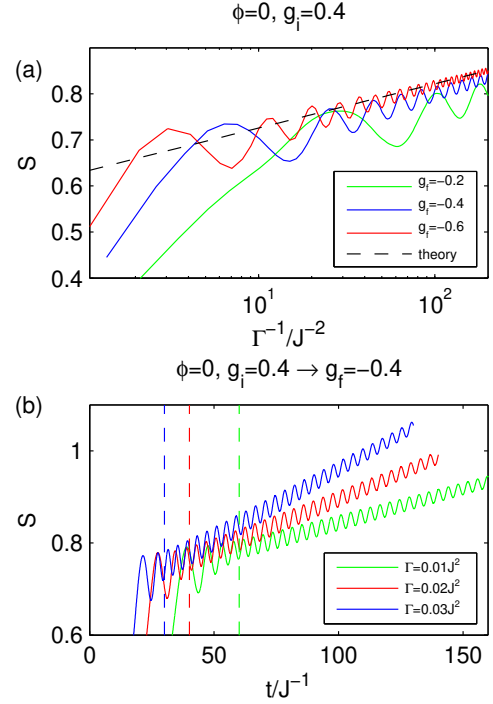 ϕ=0, g_i=0.4
(a)
0.8
0.7
0.6
0.5
0.4
S
g_f=−0.2
g_f=−0.4
g_f=−0.6
theory
10^1
10^2
Γ^−1/J^−2
ϕ=0, g_i=0.4 → g_f=−0.4
(b)
1
0.8
0.6
S
Γ=0.01J^2
Γ=0.02J^2
Γ=0.03J^2
0
50
100
150
t/J^−1